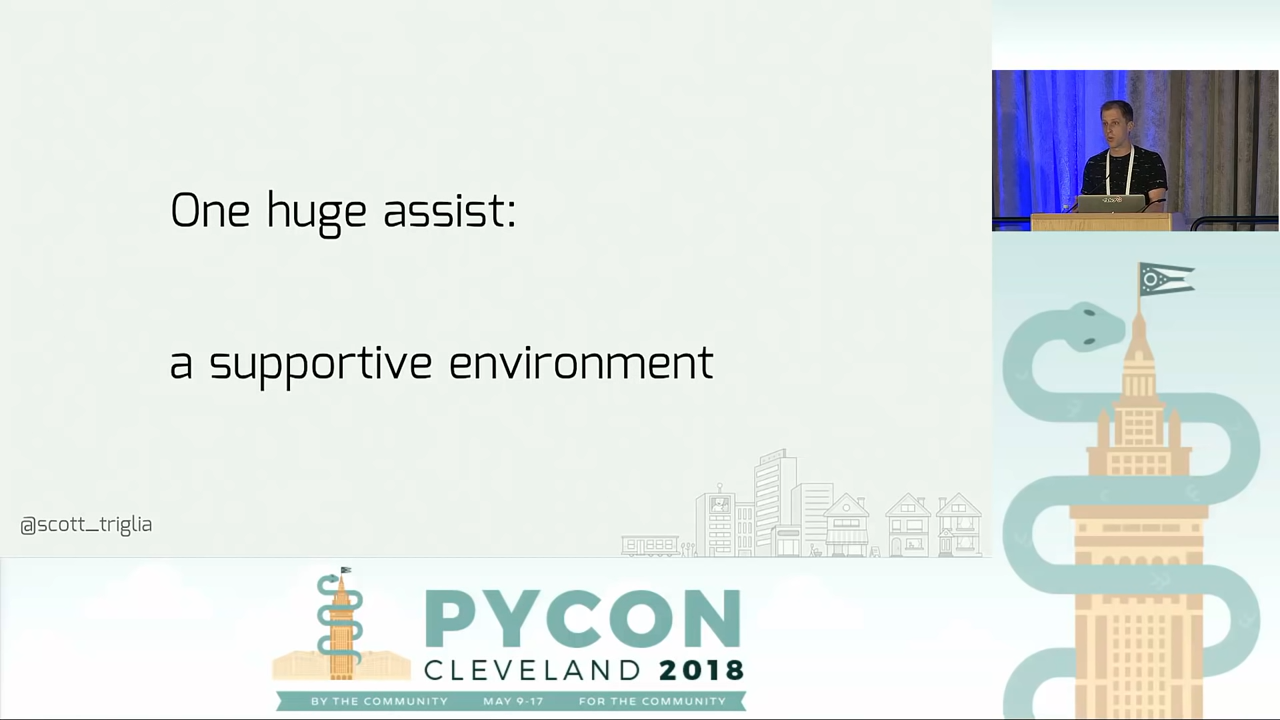 One huge assist:
a supportive environment
@scott_triglia
PYCON
CLEVELAND 2018
BY THE COMMUNITY MAY 9-17 FOR THE COMMUNITY